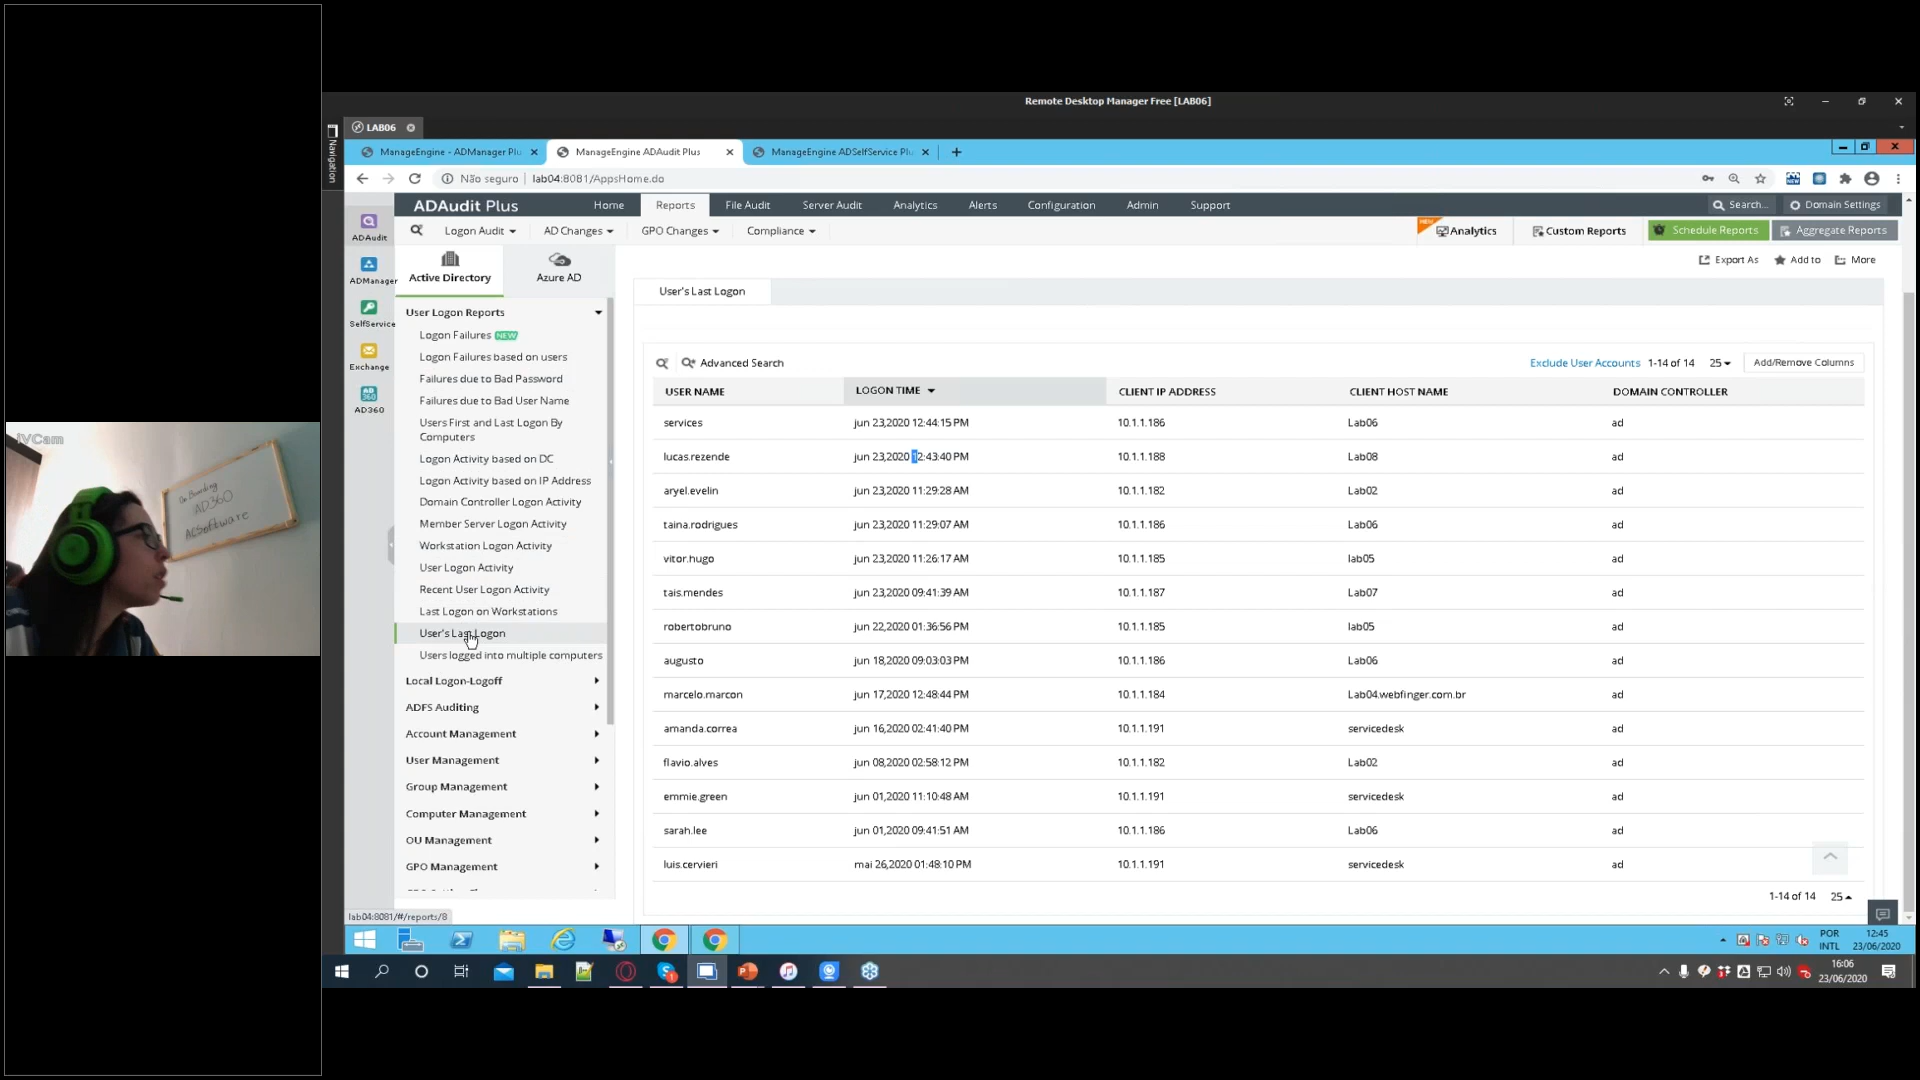 Remote Desktop Manager Free [LAB06]
LAB06
Navigation
ManageEngine - ADManager Plu
ManageEngine ADAudit Plus
ManageEngine ADSelfService Pl
Não seguro | lab04:8081/AppsHome.do
ADAudit Plus
Home
Reports
File Audit
Server Audit
Analytics
Alerts
Configuration
Admin
Support
Search...
Domain Settings
Logon Audit
AD Changes
GPO Changes
Compliance
NEW
Analytics
Custom Reports
Schedule Reports
Aggregate Reports
ADAudit
ADManager
SelfService
Exchange
AD360
Active Directory
Azure AD
Export As
Add to
More
User Logon Reports
Logon Failures NEW
Logon Failures based on users
Failures due to Bad Password
Failures due to Bad User Name
Users First and Last Logon By
Computers
Logon Activity based on DC
Logon Activity based on IP Address
Domain Controller Logon Activity
Member Server Logon Activity
Workstation Logon Activity
User Logon Activity
Recent User Logon Activity
Last Logon on Workstations
User's Last Logon
Users logged into multiple computers
Local Logon-Logoff
ADFS Auditing
Account Management
User Management
Group Management
Computer Management
OU Management
GPO Management
lab04:8081/#/reports/8
User's Last Logon
Advanced Search
Exclude User Accounts
1-14 of 14
25
Add/Remove Columns
USER NAME LOGON TIME CLIENT IP ADDRESS CLIENT HOST NAME DOMAIN CONTROLLER
services jun 23,2020 12:44:15 PM 10.1.1.186 Lab06 ad
lucas.rezende jun 23,2020 12:43:40 PM 10.1.1.188 Lab08 ad
aryel.evelin jun 23,2020 11:29:28 AM 10.1.1.182 Lab02 ad
taina.rodrigues jun 23,2020 11:29:07 AM 10.1.1.186 Lab06 ad
vitor.hugo jun 23,2020 11:26:17 AM 10.1.1.185 lab05 ad
tais.mendes jun 23,2020 09:41:39 AM 10.1.1.187 Lab07 ad
robertobruno jun 22,2020 01:36:56 PM 10.1.1.185 lab05 ad
augusto jun 18,2020 09:03:03 PM 10.1.1.186 Lab06 ad
marcelo.marcon jun 17,2020 12:48:44 PM 10.1.1.184 Lab04.webfinger.com.br ad
amanda.correa jun 16,2020 02:41:40 PM 10.1.1.191 servicedesk ad
flavio.alves jun 08,2020 02:58:12 PM 10.1.1.182 Lab02 ad
emmie.green jun 01,2020 11:10:48 AM 10.1.1.191 servicedesk ad
sarah.lee jun 01,2020 09:41:51 AM 10.1.1.186 Lab06 ad
luis.cervieri mai 26,2020 01:48:10 PM 10.1.1.191 servicedesk ad
1-14 of 14
25
POR
INTL
12:45
23/06/2020
16:06
23/06/2020
iVCam
On Boarding
AD360
ACSoftware